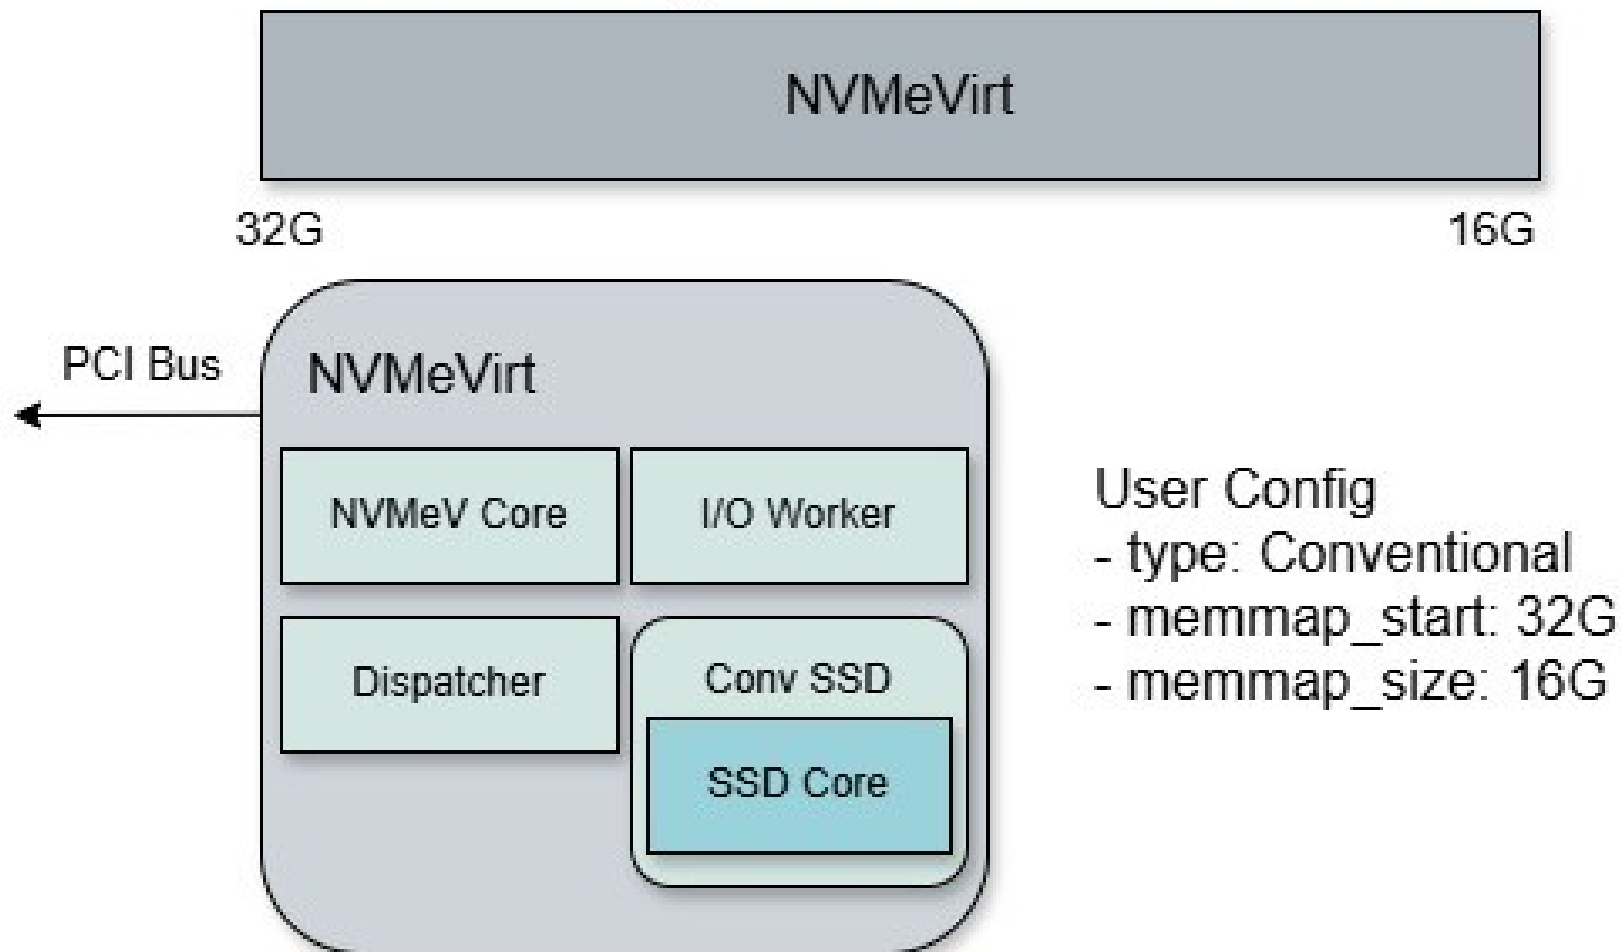 NVMeVirt
32G
16G
PCI Bus
NVMeVirt
NVMeV Core
I/O Worker
Dispatcher
Conv SSD
SSD Core
User Config
- type: Conventional
- memmap_start: 32G
- memmap_size: 16G